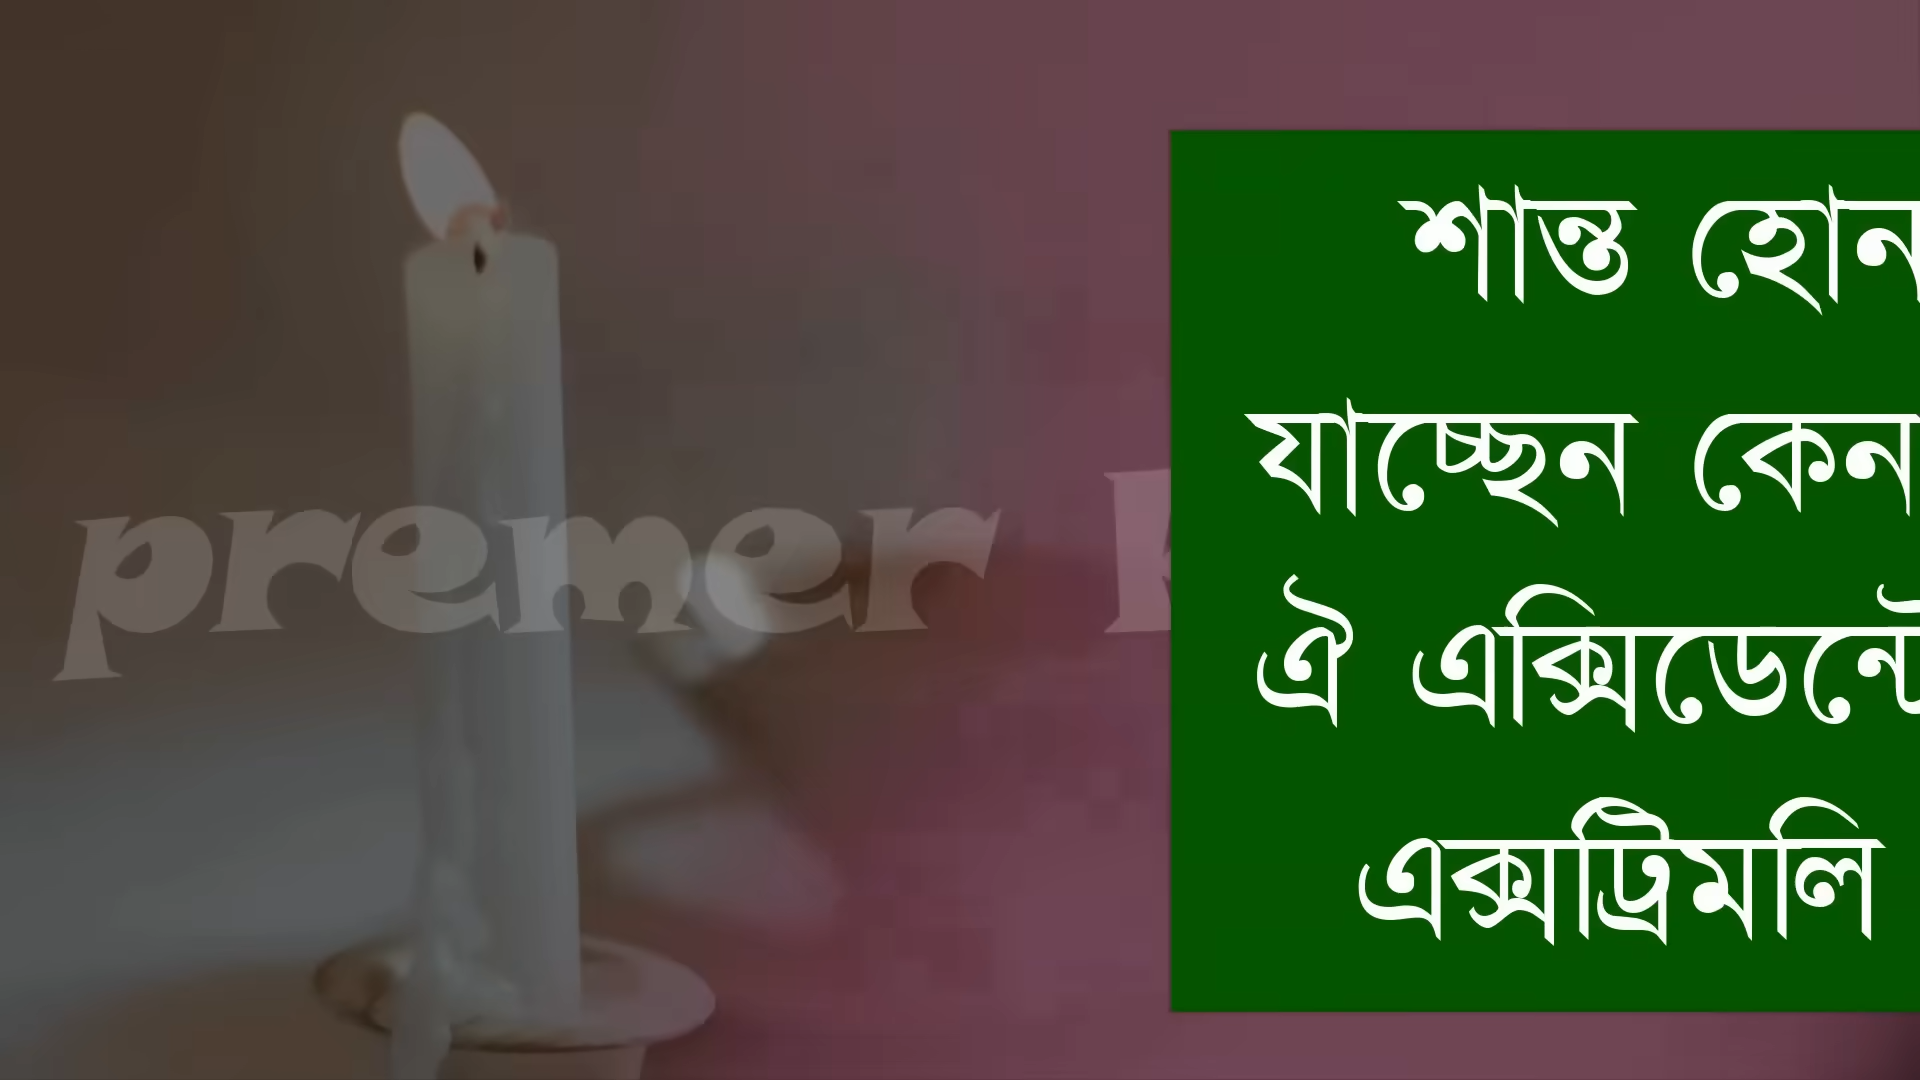 premer
শান্ত হোন
যাচ্ছেন কেন
ঐ এক্সিডেন্টে
এক্সট্রিমলি